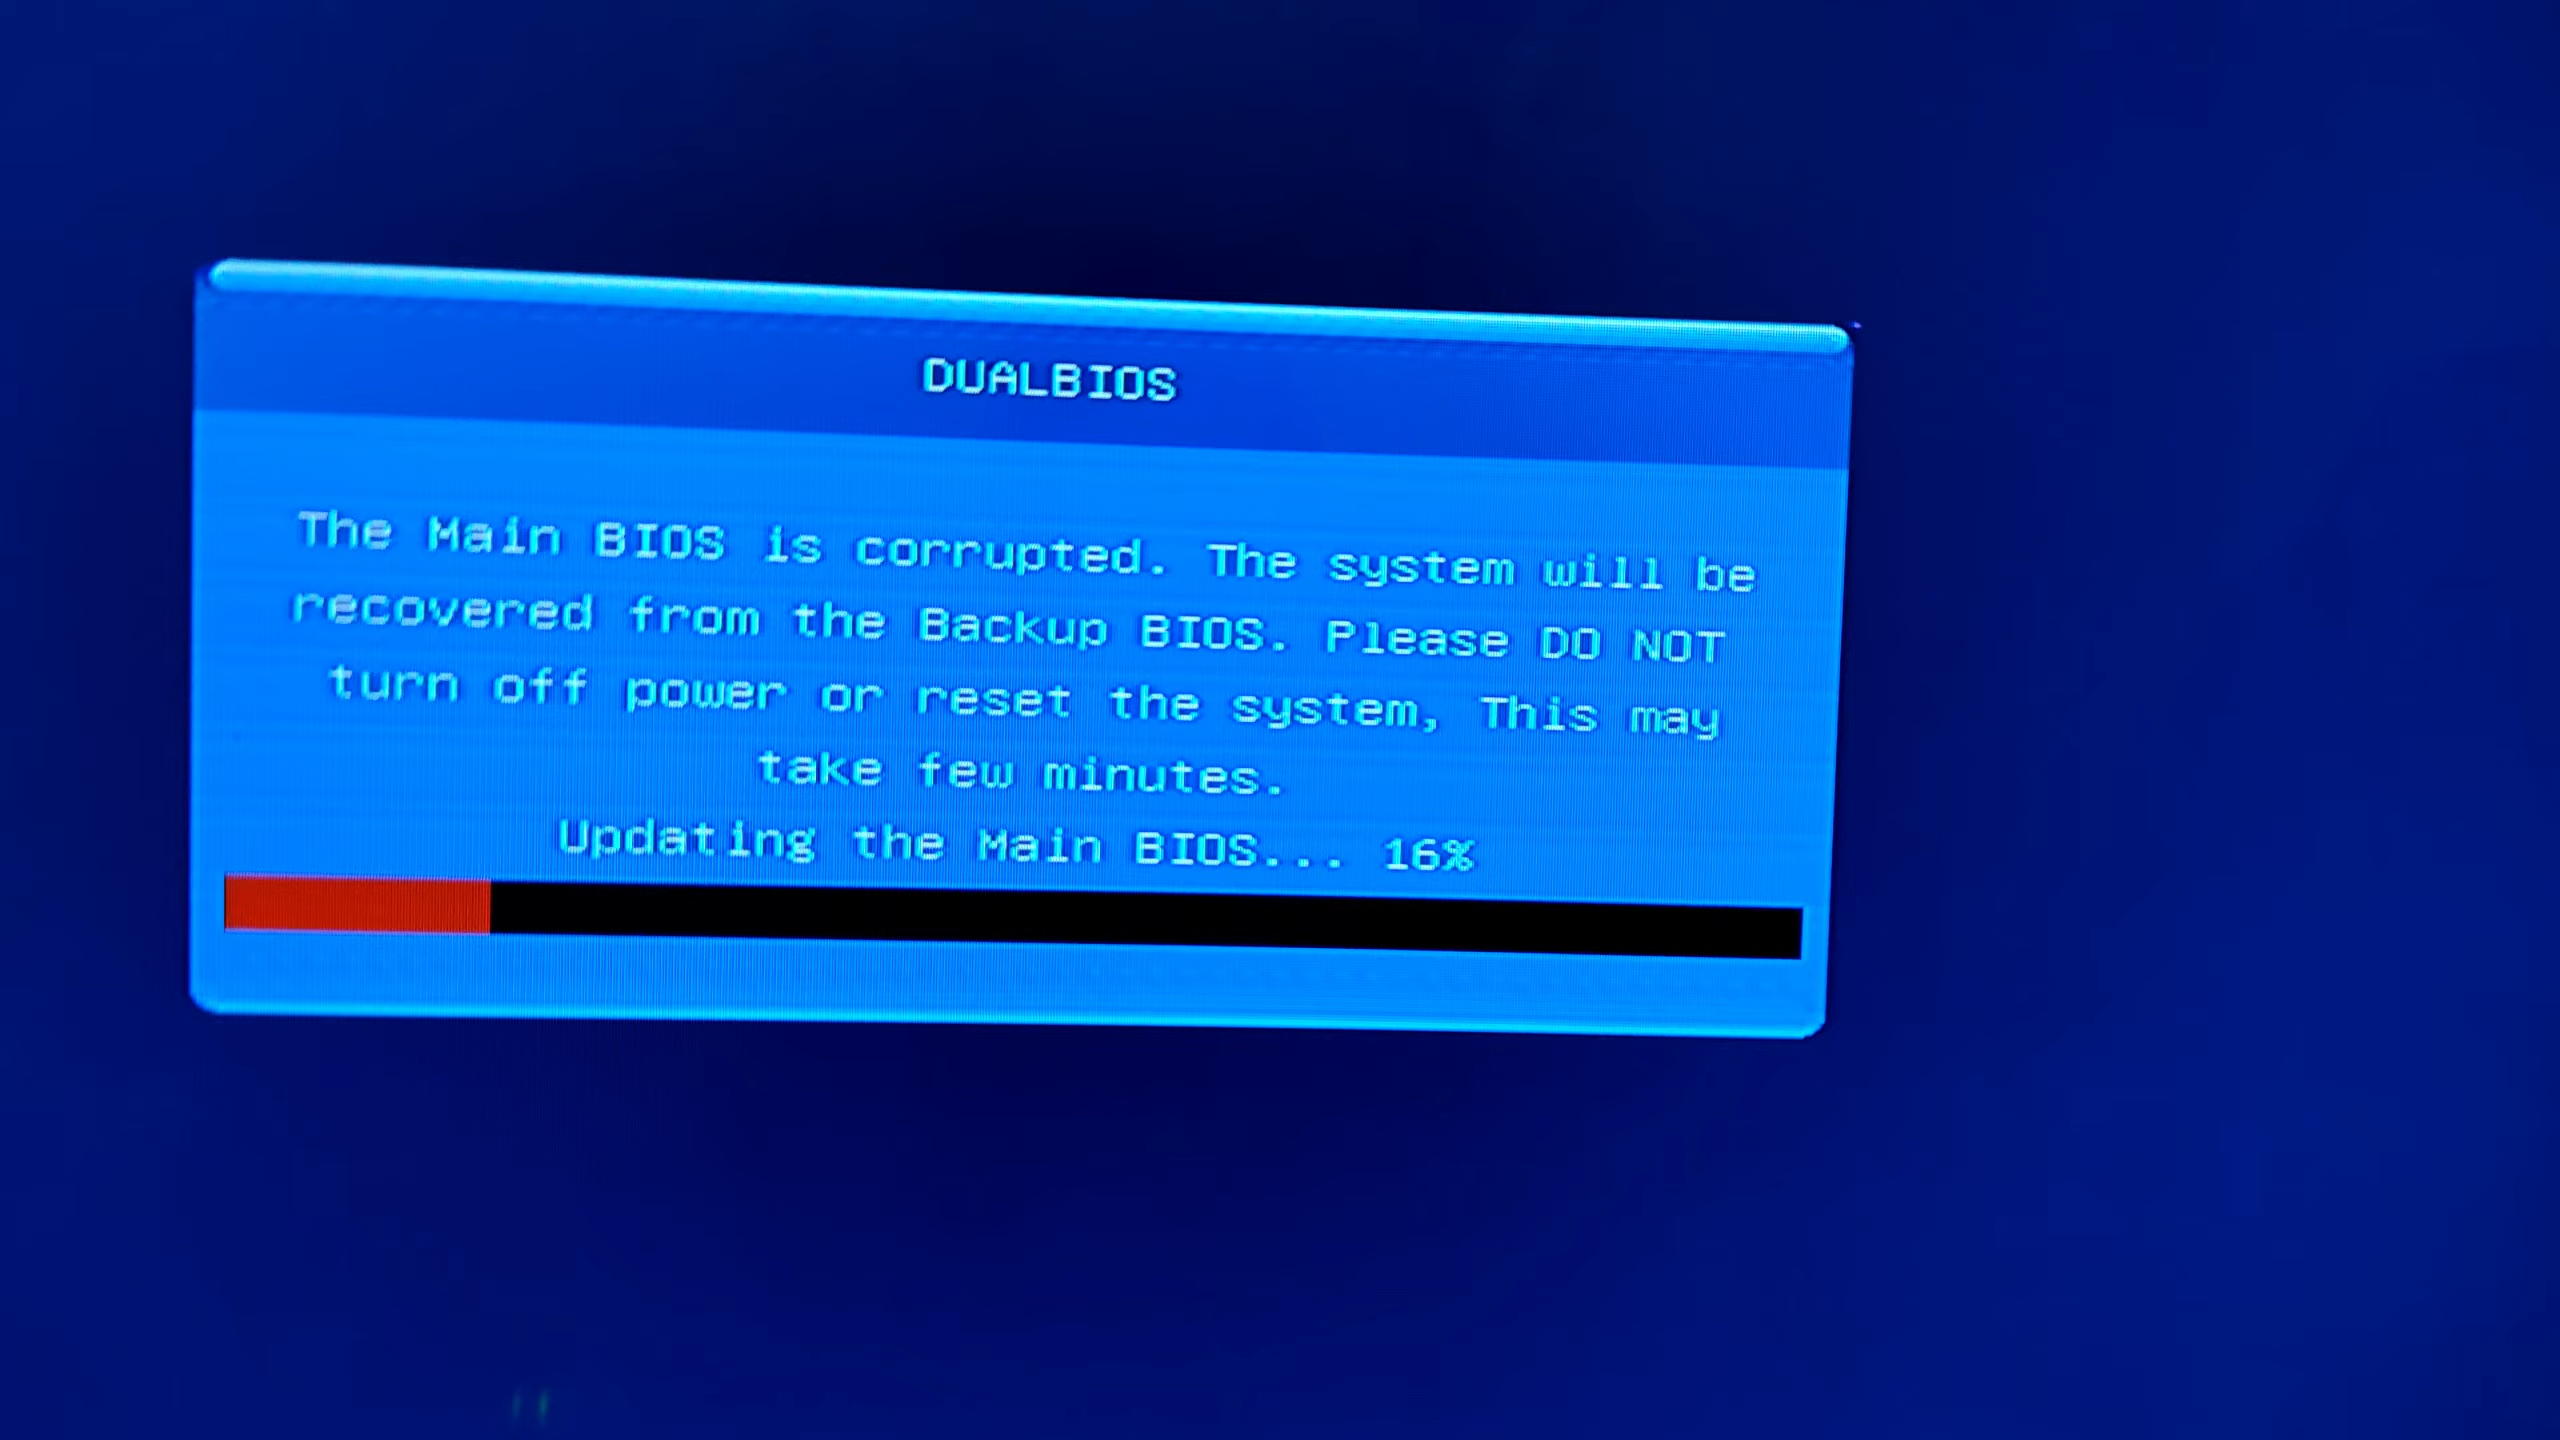 DUALBIOS
The Main BIOS is corrupted. The system will be
recovered from the Backup BIOS. Please DO NOT
turn off power or reset the system, This may
take few minutes.
Updating the Main BIOS... 16%